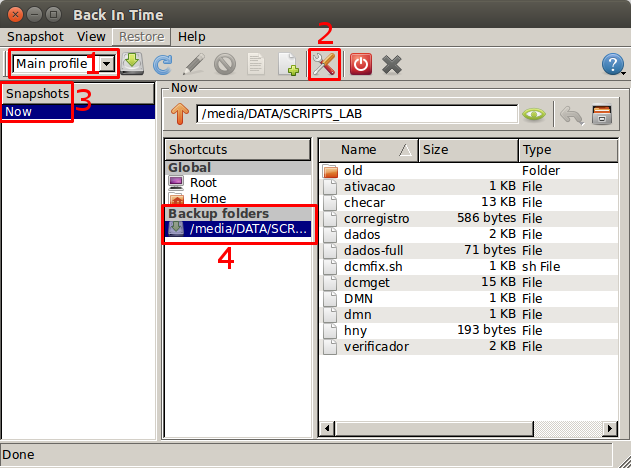 Back In Time
Snapshot View Restore Help
2
Main profile 1
?
Snapshots 3
Now
Now
/media/DATA/SCRIPTS_LAB
Shortcuts
Global
Root
Home
Backup folders
/media/DATA/SCR...
4
Name Size Type
old Folder
ativacao 1 KB File
checar 13 KB File
corregistro 586 bytes File
dados 2 KB File
dados-full 71 bytes File
dcmfix.sh 1 KB sh File
dcmget 15 KB File
DMN 1 KB File
dmn 1 KB File
hny 193 bytes File
verificador 2 KB File
Done